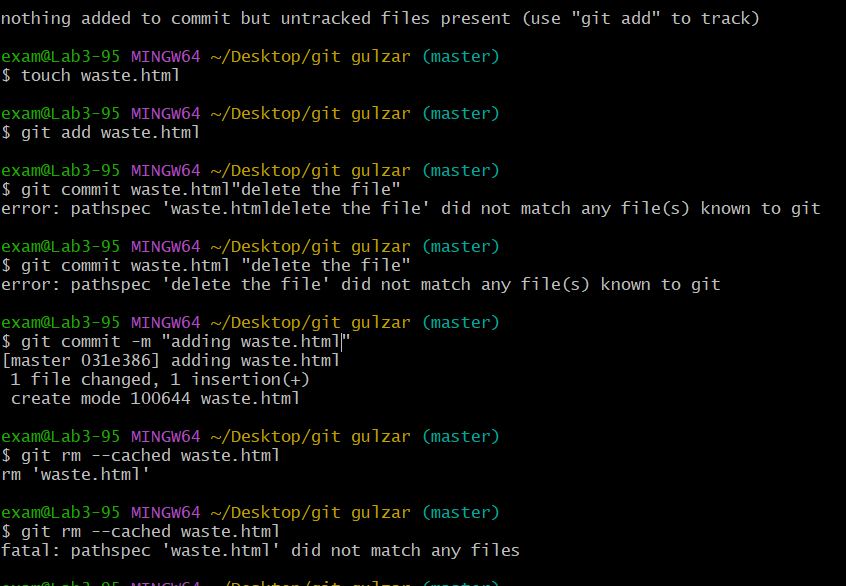 nothing added to commit but untracked files present (use "git add" to track)
exam@Lab3-95 MINGW64 ~/Desktop/git gulzar (master)
$ touch waste.html
exam@Lab3-95 MINGW64 ~/Desktop/git gulzar (master)
$ git add waste.html
exam@Lab3-95 MINGW64 ~/Desktop/git gulzar (master)
$ git commit waste.html"delete the file"
error: pathspec 'waste.htmldelete the file' did not match any file(s) known to git
exam@Lab3-95 MINGW64 ~/Desktop/git gulzar (master)
$ git commit waste.html "delete the file"
error: pathspec 'delete the file' did not match any file(s) known to git
exam@Lab3-95 MINGW64 ~/Desktop/git gulzar (master)
$ git commit -m "adding waste.html"
[master 031e386] adding waste.html
1 file changed, 1 insertion(+)
create mode 100644 waste.html
exam@Lab3-95 MINGW64 ~/Desktop/git gulzar (master)
$ git rm --cached waste.html
rm 'waste.html'
exam@Lab3-95 MINGW64 ~/Desktop/git gulzar (master)
$ git rm --cached waste.html
fatal: pathspec 'waste.html' did not match any files